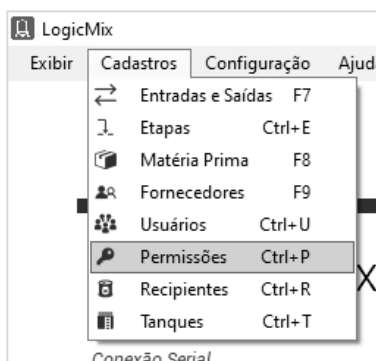 LogicMix
Exibir Cadastros Configuração Ajud
Entradas e Saídas F7
Etapas Ctrl+E
Matéria Prima F8
Fornecedores F9
Usuários Ctrl+U
Permissões Ctrl+P
Recipientes Ctrl+R
Tanques Ctrl+T
X
Conexão Serial